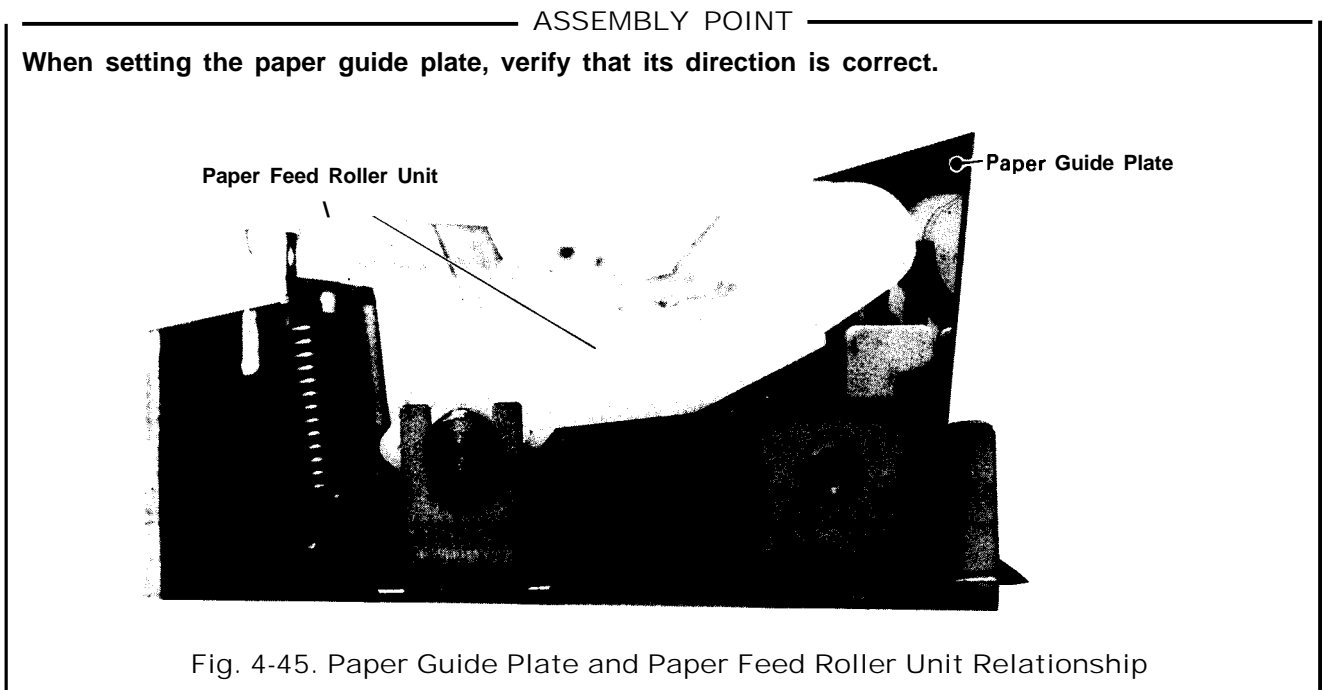 ASSEMBLY POINT
When setting the paper guide plate, verify that its direction is correct.
Paper Guide Plate
Paper Feed Roller Unit
Fig. 4-45. Paper Guide Plate and Paper Feed Roller Unit Relationship